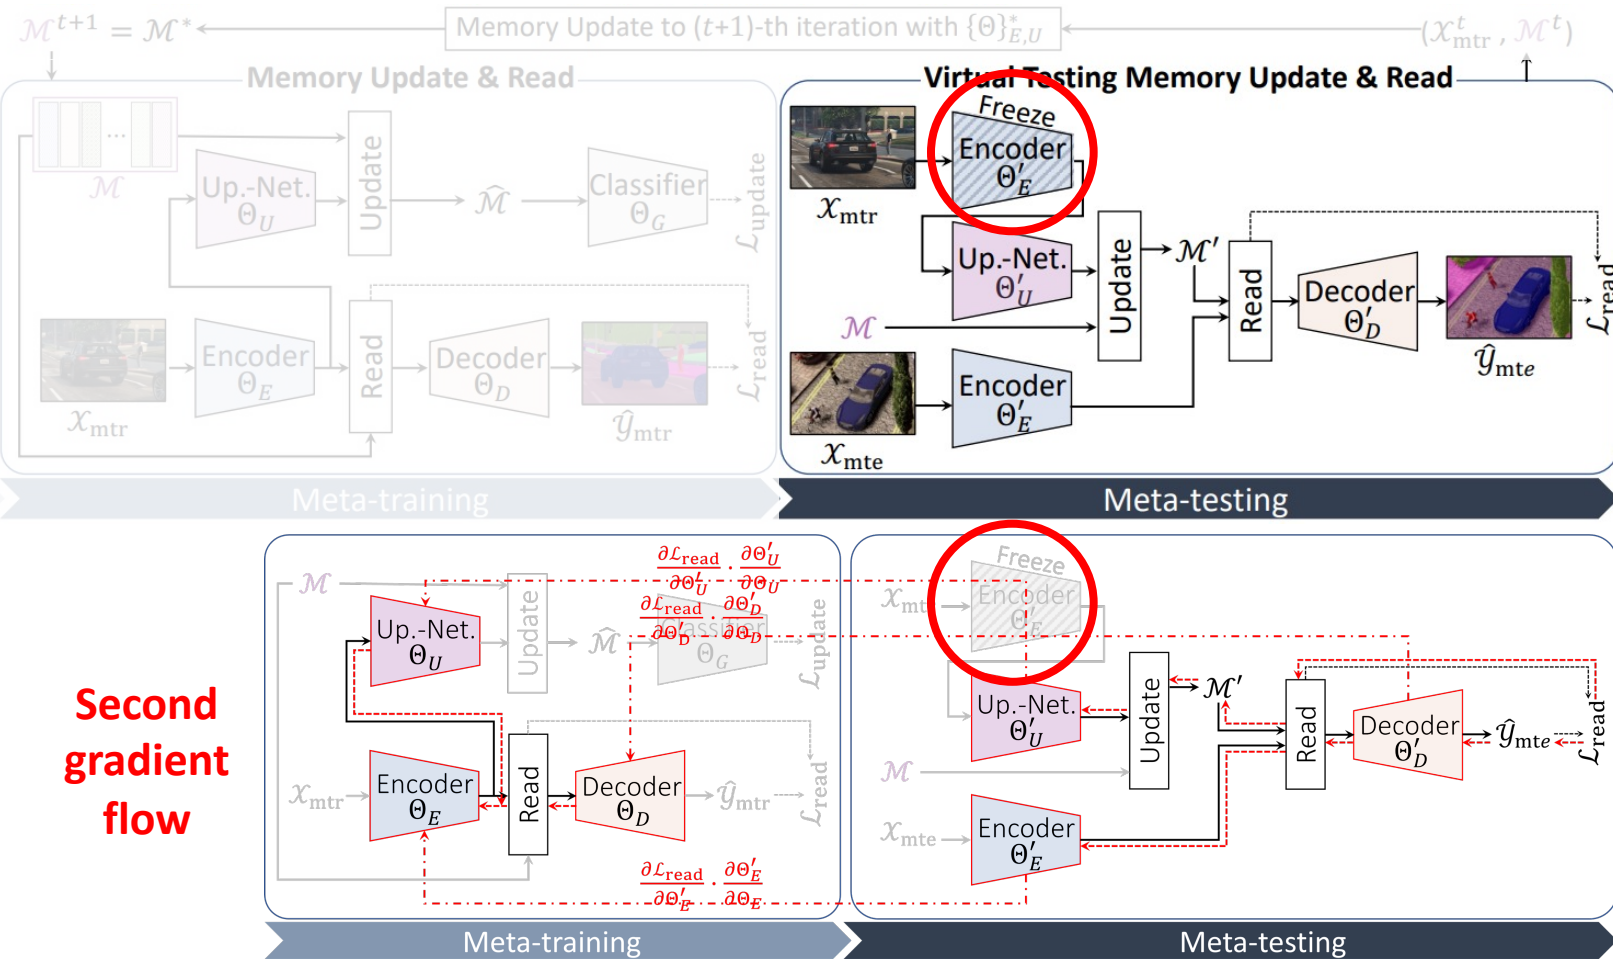 ℳ^{t+1} = ℳ* Memory Update to (t+1)-th iteration with {Θ}*_{E,U} (𝒳^t_mtr , ℳ^t)
Memory Update & Read
...
ℳ
Up.-Net.
Θ_U
Update
ℳ̂
Classifier
Θ_G
ℒ_update
𝒳_mtr
Encoder
Θ_E
Read
Decoder
Θ_D
ŷ_mtr
ℒ_read
Meta-training
Virtual Testing Memory Update & Read
𝒳_mtr
Freeze
Encoder
Θ′_E
Up.-Net.
Θ′_U
ℳ
Update
ℳ′
𝒳_mte
Encoder
Θ′_E
Read
Decoder
Θ′_D
ŷ_mte
ℒ_read
Meta-testing
Second
gradient
flow
ℳ
Up.-Net.
Θ_U
Update
ℳ̂
Classifier
Θ_G
ℒ_update
∂ℒ_read/∂Θ′_U · ∂Θ′_U/∂Θ_U
∂ℒ_read/∂Θ′_D · ∂Θ′_D/∂Θ_D
𝒳_mtr
Encoder
Θ_E
Read
Decoder
Θ_D
ŷ_mtr
ℒ_read
∂ℒ_read/∂Θ′_E · ∂Θ′_E/∂Θ_E
Meta-training
𝒳_mt
Freeze
Encoder
Θ′_E
Up.-Net.
Θ′_U
ℳ
Update
ℳ′
𝒳_mte
Encoder
Θ′_E
Read
Decoder
Θ′_D
ŷ_mte
ℒ_read
Meta-testing